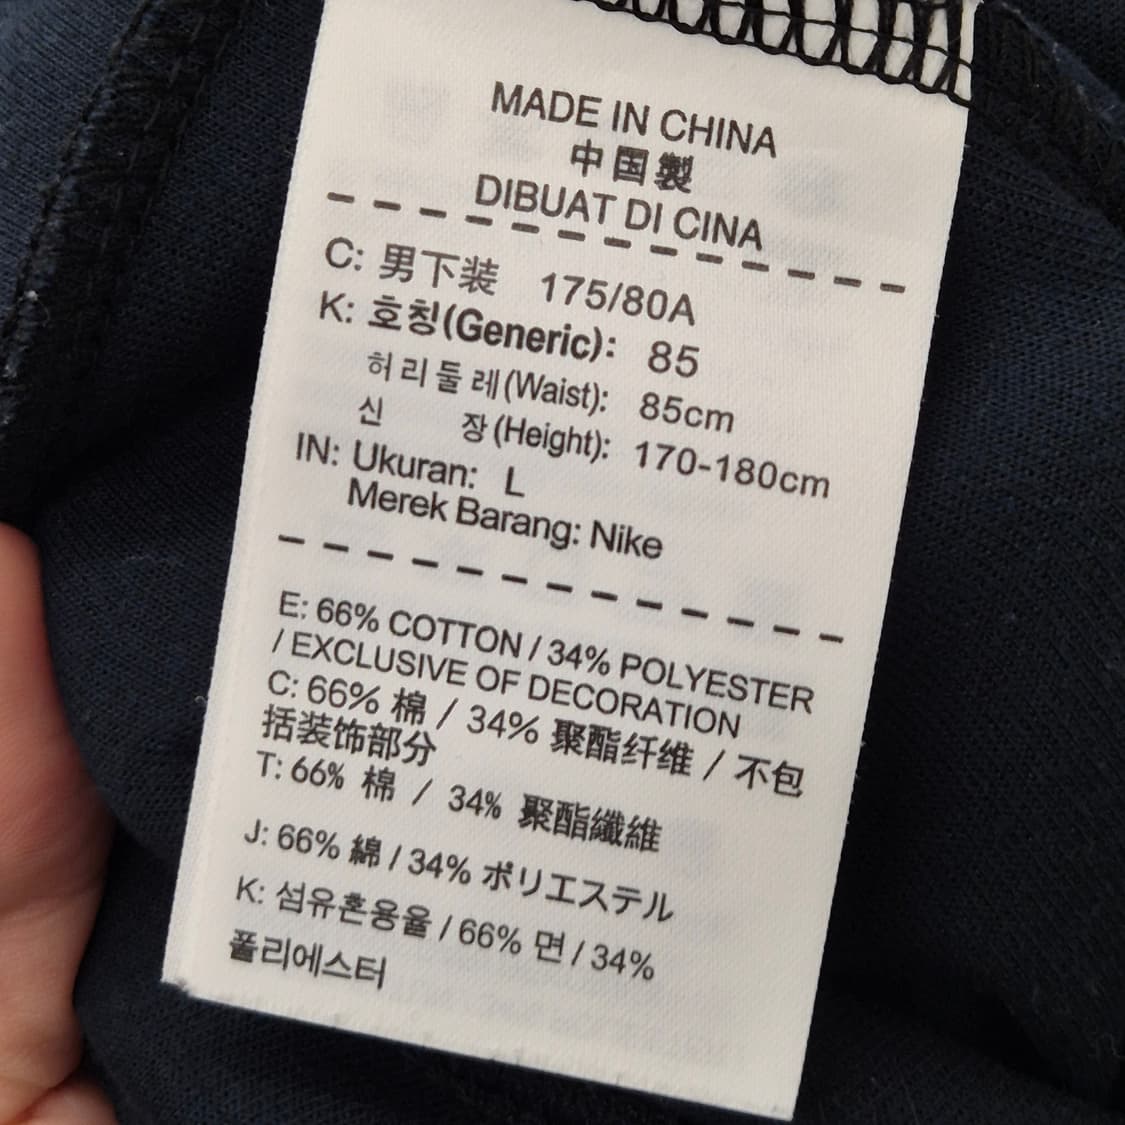 MADE IN CHINA
中国製
DIBUAT DI CINA
C: 男下装 175/80A
K: 호칭(Generic): 85
허리둘레(Waist): 85cm
신 장(Height): 170-180cm
IN: Ukuran: L
Merek Barang: Nike
E: 66% COTTON / 34% POLYESTER
/ EXCLUSIVE OF DECORATION
C: 66% 棉 / 34% 聚酯纤维 / 不包
括装饰部分
T: 66% 棉 / 34% 聚酯纖維
J: 66% 綿 / 34% ポリエステル
K: 섬유혼용율 / 66% 면 / 34%
폴리에스터